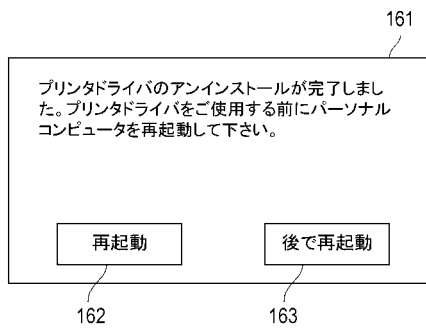 161
プリンタドライバのアンインストールが完了しまし
た。プリンタドライバをご使用する前にパーソナル
コンピュータを再起動して下さい。
再起動
後で再起動
162
163